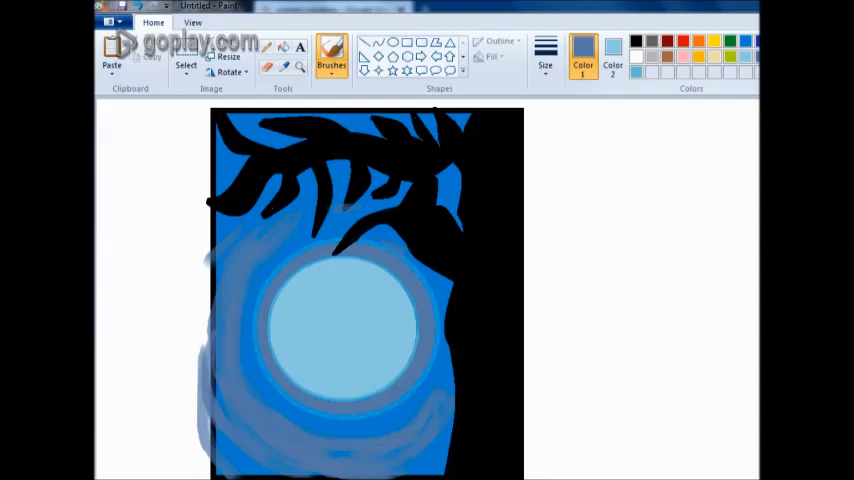 Untitled - Paint
Home View
goplay.com
Paste
Copy
Select
Resize
Rotate
Brushes
Outline
Fill
Size
Color
1
Color
2
Clipboard
Image
Tools
Shapes
Colors